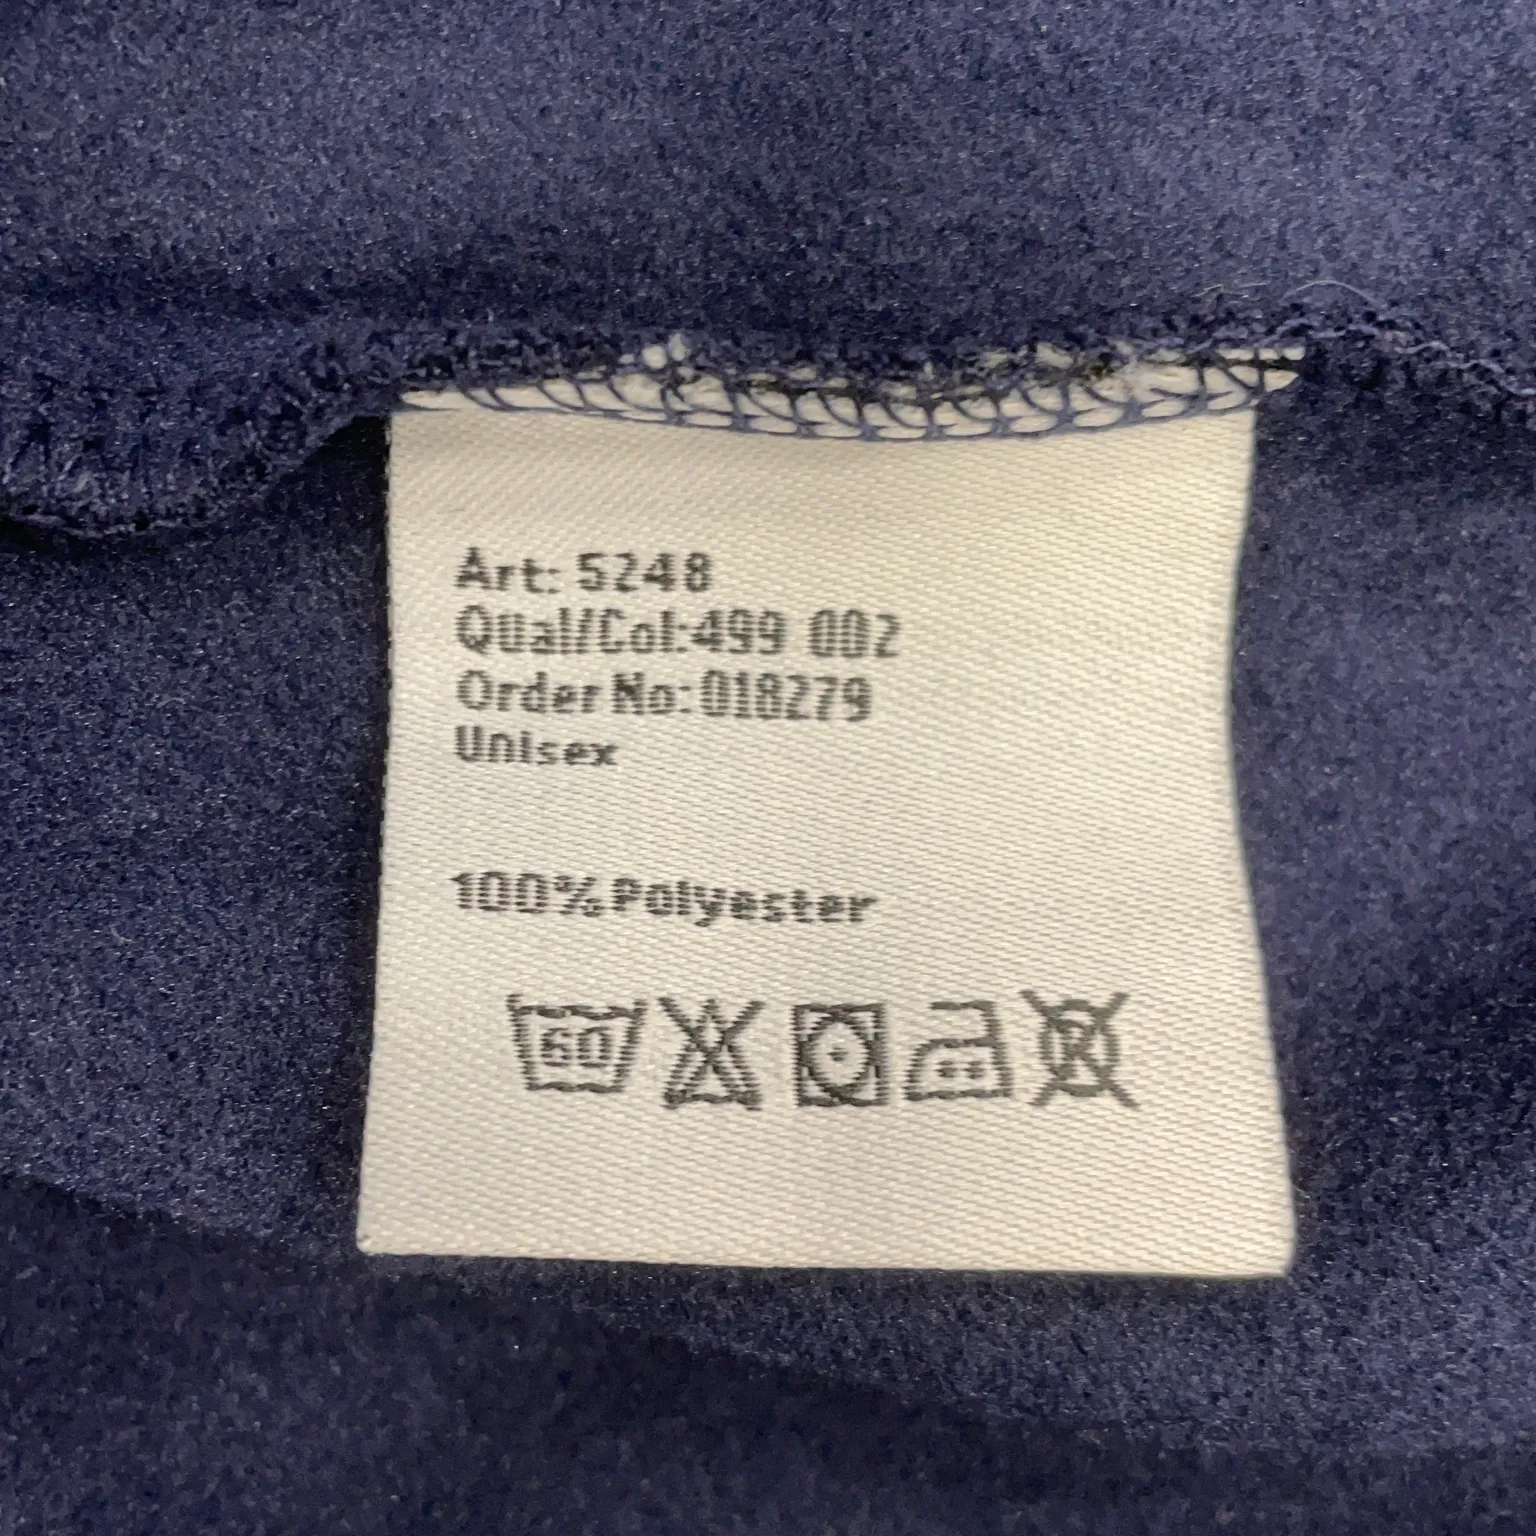 Art: 5248
Qual/Col:499 002
Order No: 018279
Unisex
100% Polyester
60 P